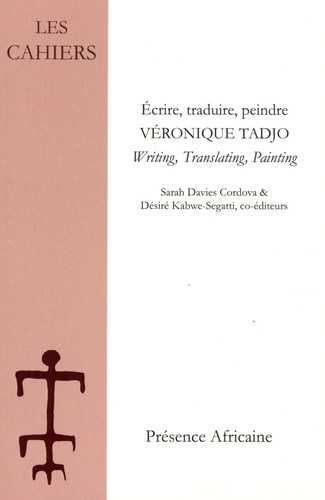 LES
CAHIERS
Écrire, traduire, peindre
VÉRONIQUE TADJO
Writing, Translating, Painting
Sarah Davies Cordova &
Désiré Kabwe-Segatti, co-éditeurs
Présence Africaine